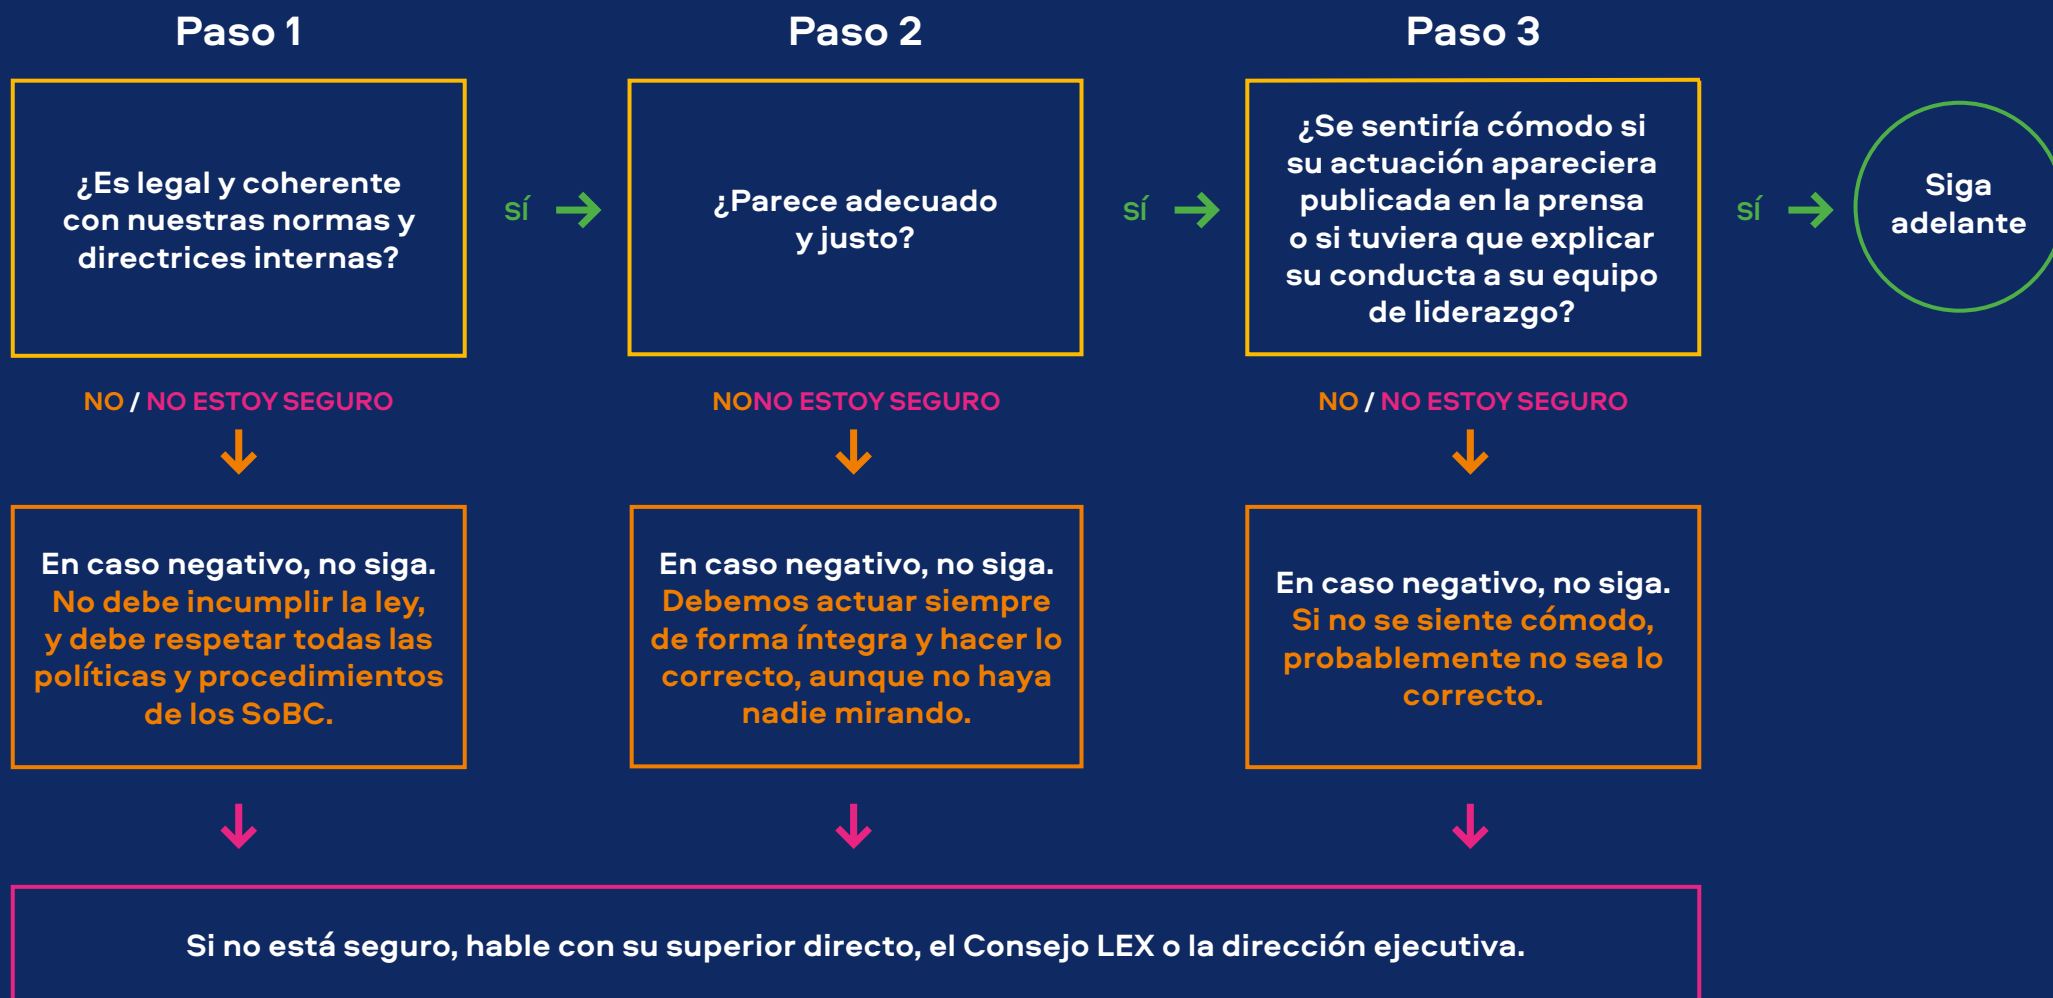 Paso 1
¿Es legal y coherente
con nuestras normas y
directrices internas?
SÍ
Paso 2
¿Parece adecuado
y justo?
SÍ
Paso 3
¿Se sentiría cómodo si
su actuación apareciera
publicada en la prensa
o si tuviera que explicar
su conducta a su equipo
de liderazgo?
SÍ
Siga
adelante
NO / NO ESTOY SEGURO
NONO ESTOY SEGURO
NO / NO ESTOY SEGURO
En caso negativo, no siga.
No debe incumplir la ley,
y debe respetar todas las
políticas y procedimientos
de los SoBC.
En caso negativo, no siga.
Debemos actuar siempre
de forma íntegra y hacer lo
correcto, aunque no haya
nadie mirando.
En caso negativo, no siga.
Si no se siente cómodo,
probablemente no sea lo
correcto.
Si no está seguro, hable con su superior directo, el Consejo LEX o la dirección ejecutiva.